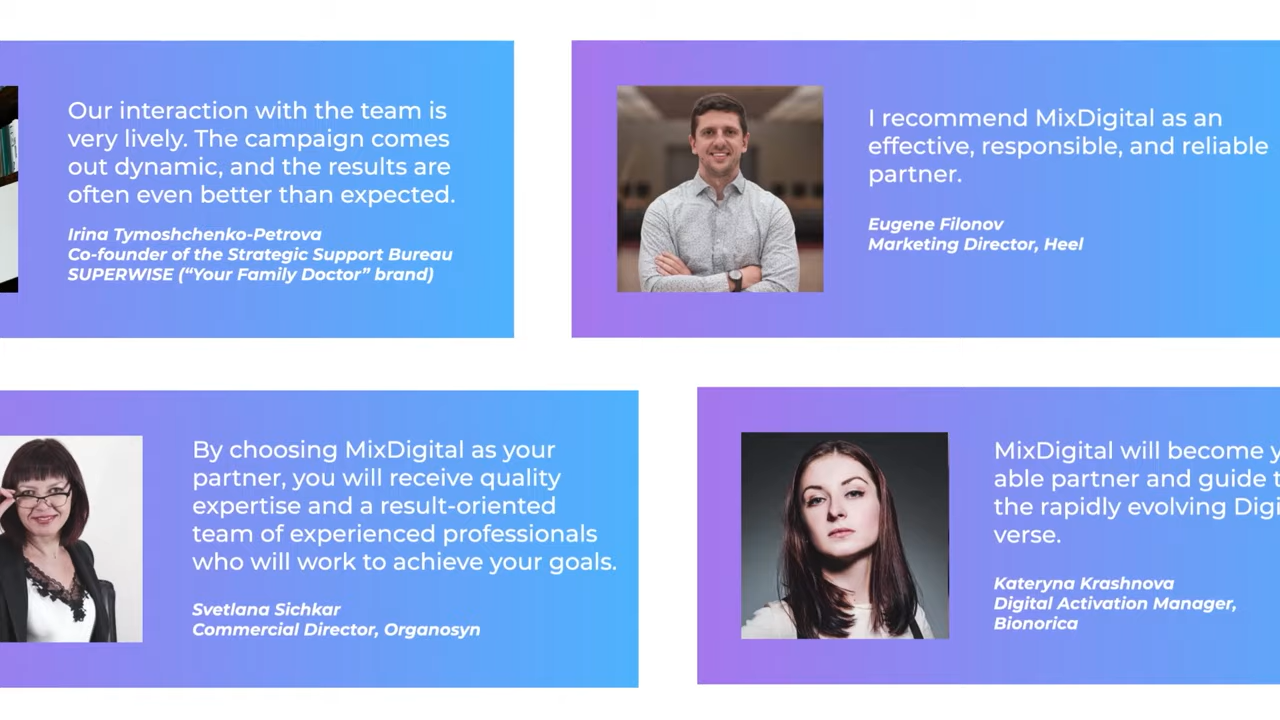 Our interaction with the team is
very lively. The campaign comes
out dynamic, and the results are
often even better than expected.
Irina Tymoshchenko-Petrova
Co-founder of the Strategic Support Bureau
SUPERWISE (“Your Family Doctor” brand)
I recommend MixDigital as an
effective, responsible, and reliable
partner.
Eugene Filonov
Marketing Director, Heel
By choosing MixDigital as your
partner, you will receive quality
expertise and a result-oriented
team of experienced professionals
who will work to achieve your goals.
Svetlana Sichkar
Commercial Director, Organosyn
MixDigital will become
able partner and guide
the rapidly evolving
verse.
Kateryna Krashnova
Digital Activation Manager,
Bionorica